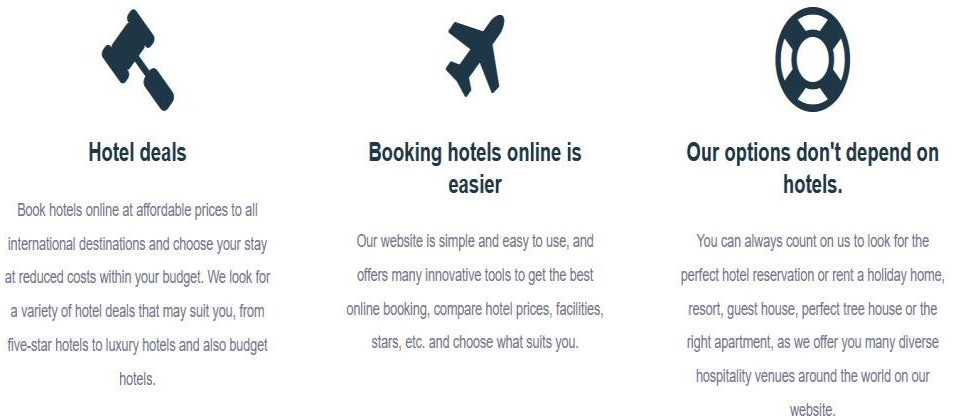 Hotel deals
Book hotels online at affordable prices to all
international destinations and choose your stay
at reduced costs within your budget. We look for
a variety of hotel deals that may suit you, from
five-star hotels to luxury hotels and also budget
hotels.
Booking hotels online is
easier
Our website is simple and easy to use, and
offers many innovative tools to get the best
online booking, compare hotel prices, facilities,
stars, etc. and choose what suits you.
Our options don't depend on
hotels.
You can always count on us to look for the
perfect hotel reservation or rent a holiday home,
resort, guest house, perfect tree house or the
right apartment, as we offer you many diverse
hospitality venues around the world on our
website.